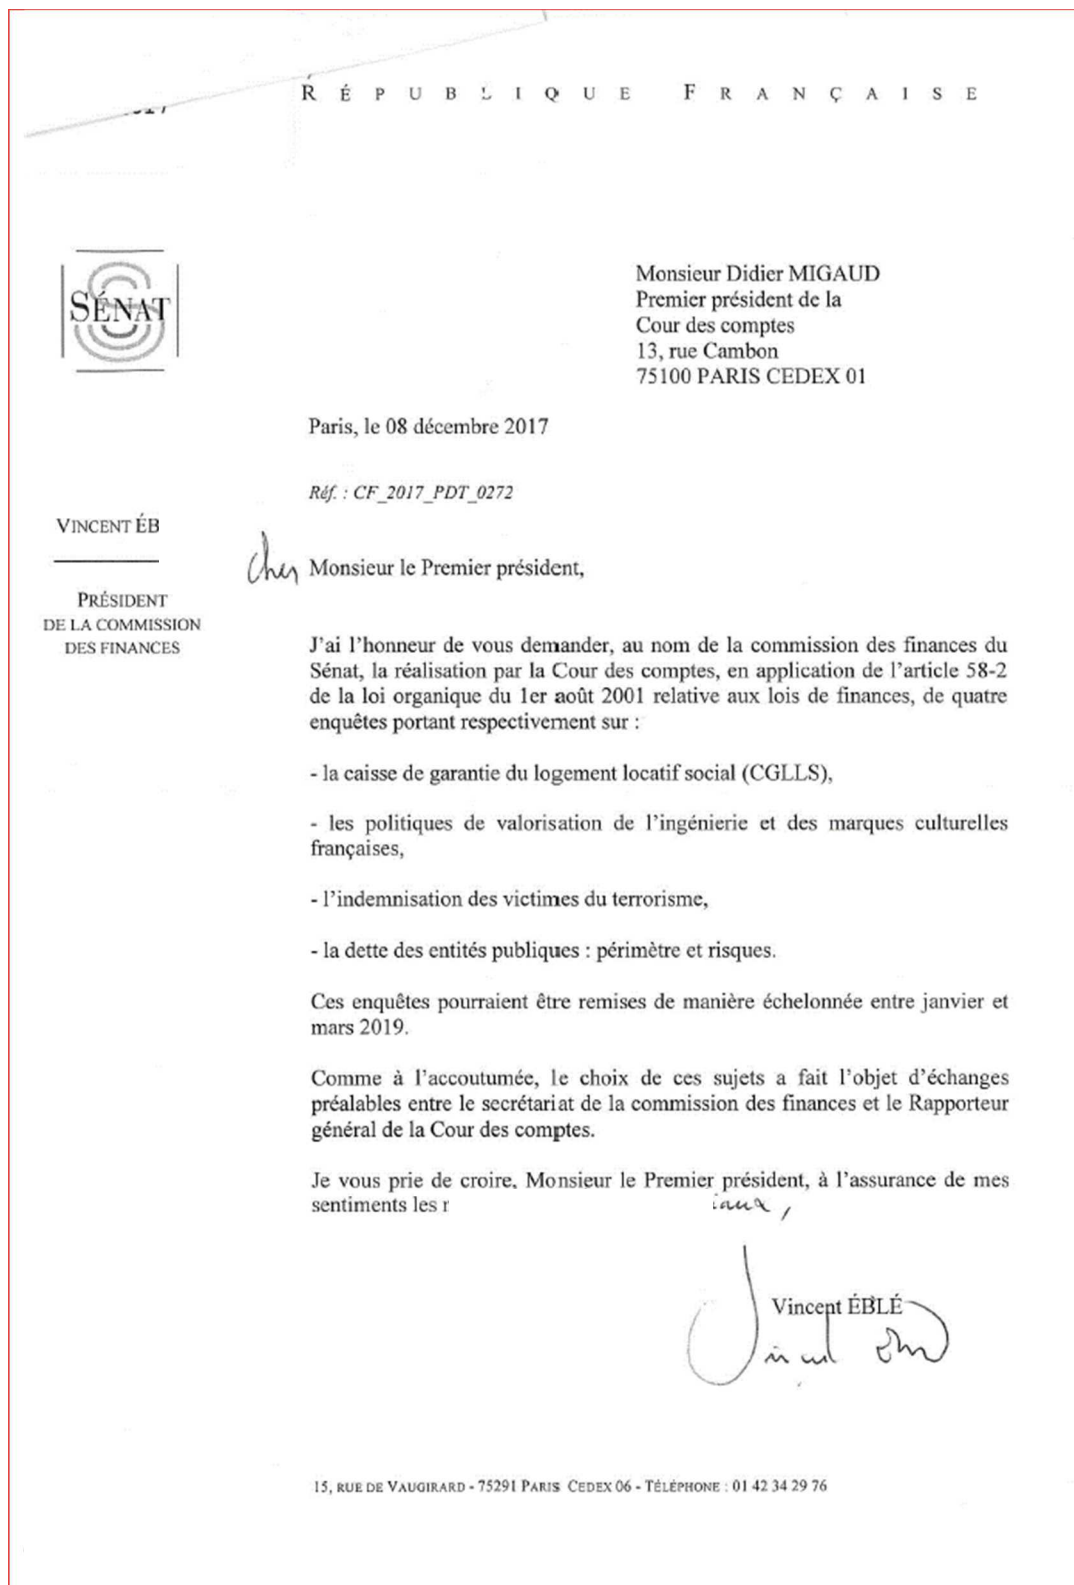 RÉPUBLIQUE FRANÇAISE
SÉNAT
Monsieur Didier MIGAUD
Premier président de la
Cour des comptes
13, rue Cambon
75100 PARIS CEDEX 01
Paris, le 08 décembre 2017
Réf. : CF_2017_PDT_0272
VINCENT ÉB
PRÉSIDENT
DE LA COMMISSION
DES FINANCES
Cher Monsieur le Premier président,
J'ai l'honneur de vous demander, au nom de la commission des finances du
Sénat, la réalisation par la Cour des comptes, en application de l'article 58-2
de la loi organique du 1er août 2001 relative aux lois de finances, de quatre
enquêtes portant respectivement sur :
- la caisse de garantie du logement locatif social (CGLLS),
- les politiques de valorisation de l'ingénierie et des marques culturelles
françaises,
- l'indemnisation des victimes du terrorisme,
- la dette des entités publiques : périmètre et risques.
Ces enquêtes pourraient être remises de manière échelonnée entre janvier et
mars 2019.
Comme à l'accoutumée, le choix de ces sujets a fait l'objet d'échanges
préalables entre le secrétariat de la commission des finances et le Rapporteur
général de la Cour des comptes.
Je vous prie de croire, Monsieur le Premier président, à l'assurance de mes
sentiments les
Vincent ÉBLÉ
15, RUE DE VAUGIRARD - 75291 PARIS CEDEX 06 - TÉLÉPHONE : 01 42 34 29 76